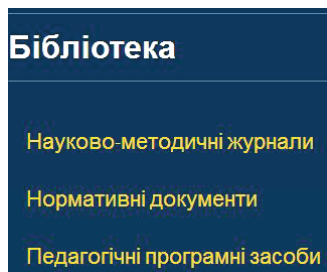 Бібліотека
Науково-методичні журнали
Нормативні документи
Педагогічні програмні засоби